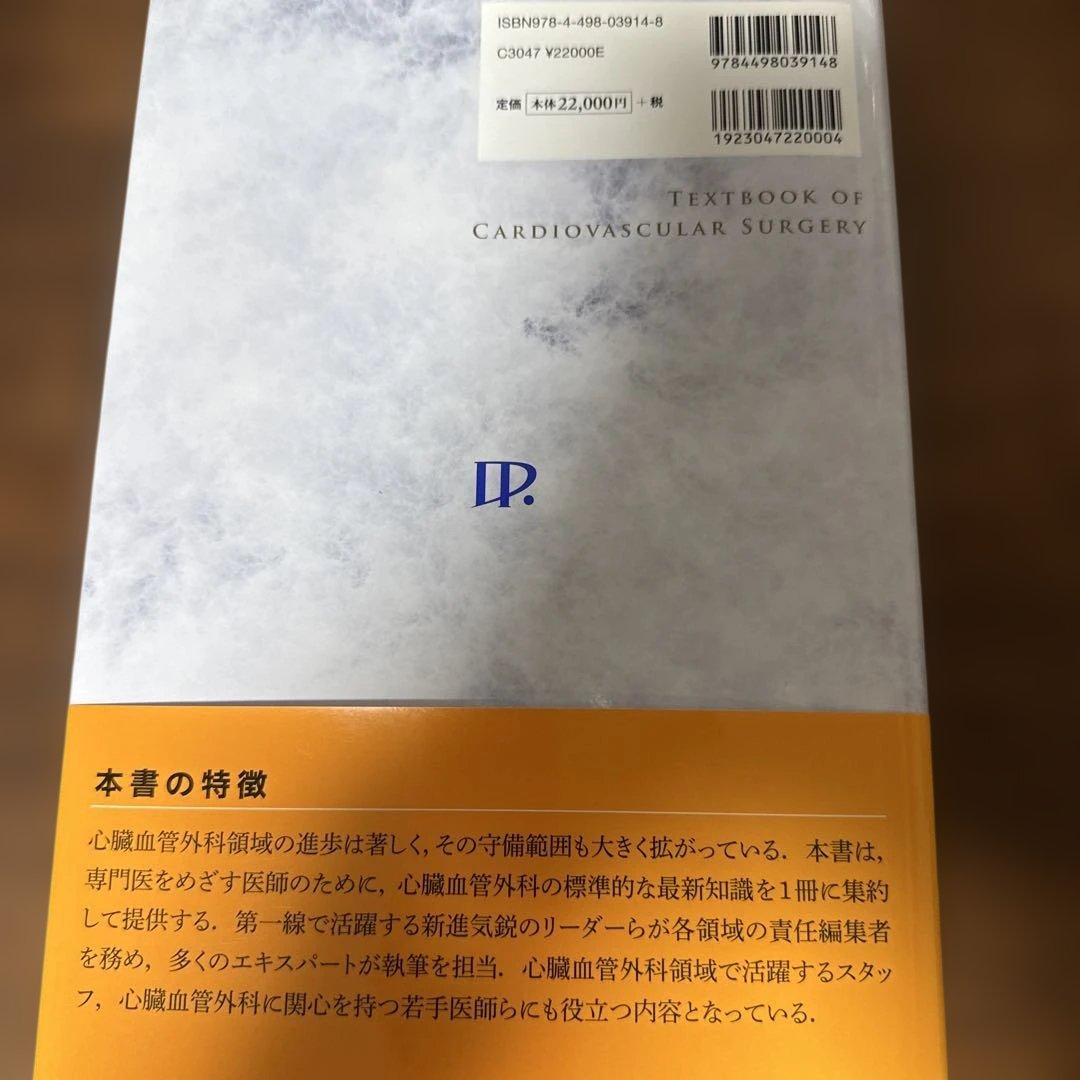 ISBN978-4-498-03914-8
C3047 ¥22000E
9784498039148
定価 本体22,000円 +税
1923047220004
TEXTBOOK OF
CARDIOVASCULAR SURGERY
本書の特徴
心臓血管外科領域の進歩は著しく，その守備範囲も大きく拡がっている．本書は，
専門医をめざす医師のために，心臓血管外科の標準的な最新知識を1冊に集約
して提供する．第一線で活躍する新進気鋭のリーダーらが各領域の責任編集者
を務め，多くのエキスパートが執筆を担当．心臓血管外科領域で活躍するスタッ
フ，心臓血管外科に関心を持つ若手医師らにも役立つ内容となっている．